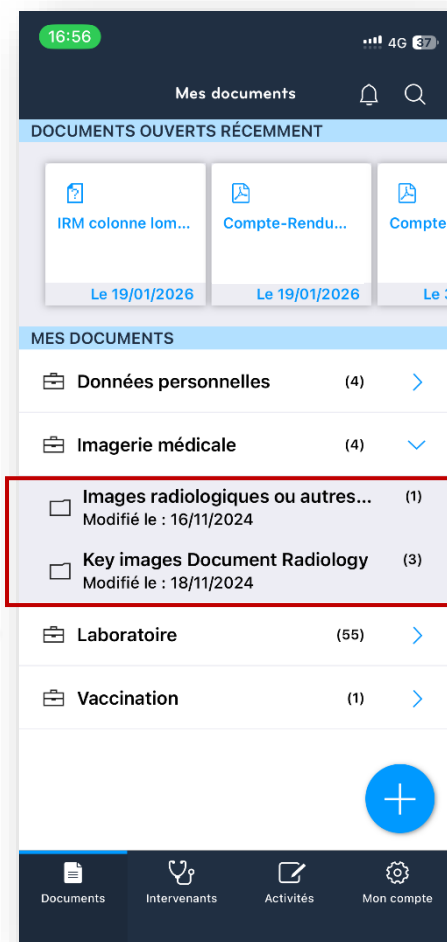 16:56
4G 37
Mes documents
DOCUMENTS OUVERTS RÉCEMMENT
IRM colonne lom...
Compte-Rendu...
Compte
Le 19/01/2026
Le 19/01/2026
Le
MES DOCUMENTS
Données personnelles (4)
Imagerie médicale (4)
Images radiologiques ou autres... (1)
Modifié le : 16/11/2024
Key images Document Radiology (3)
Modifié le : 18/11/2024
Laboratoire (55)
Vaccination (1)
Documents
Intervenants
Activités
Mon compte